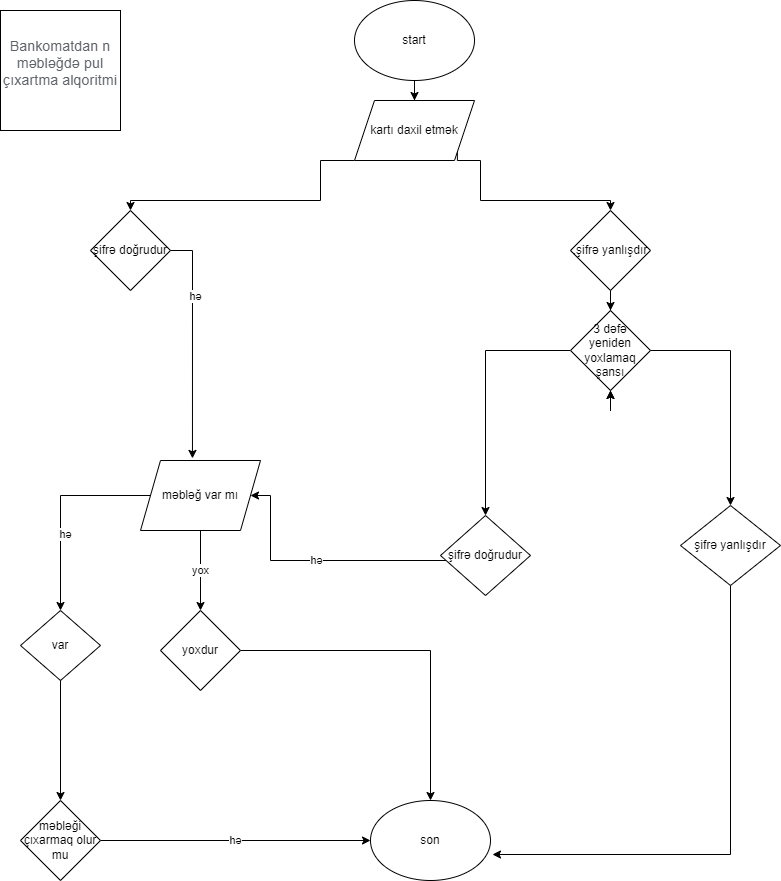 Bankomatdan n
məbləğdə pul
çıxartma alqoritmi
start
kartı daxil etmək
şifrə doğrudur
şifrə yanlışdır
hə
3 dəfə
yeniden
yoxlamaq
şansı
məbləğ var mı
hə
yox
hə
şifrə doğrudur
şifrə yanlışdır
var
yoxdur
məbləği
çıxarmaq olur
mu
hə
son